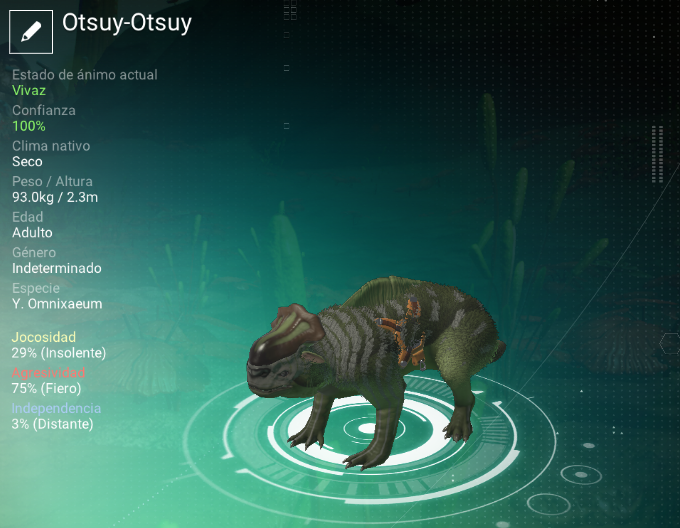 Otsuy-Otsuy
Estado de ánimo actual
Vivaz
Confianza
100%
Clima nativo
Seco
Peso / Altura
93.0kg / 2.3m
Edad
Adulto
Género
Indeterminado
Especie
Y. Omnixaeum
Jocosidad
29% (Insolente)
Agresividad
75% (Fiero)
Independencia
3% (Distante)